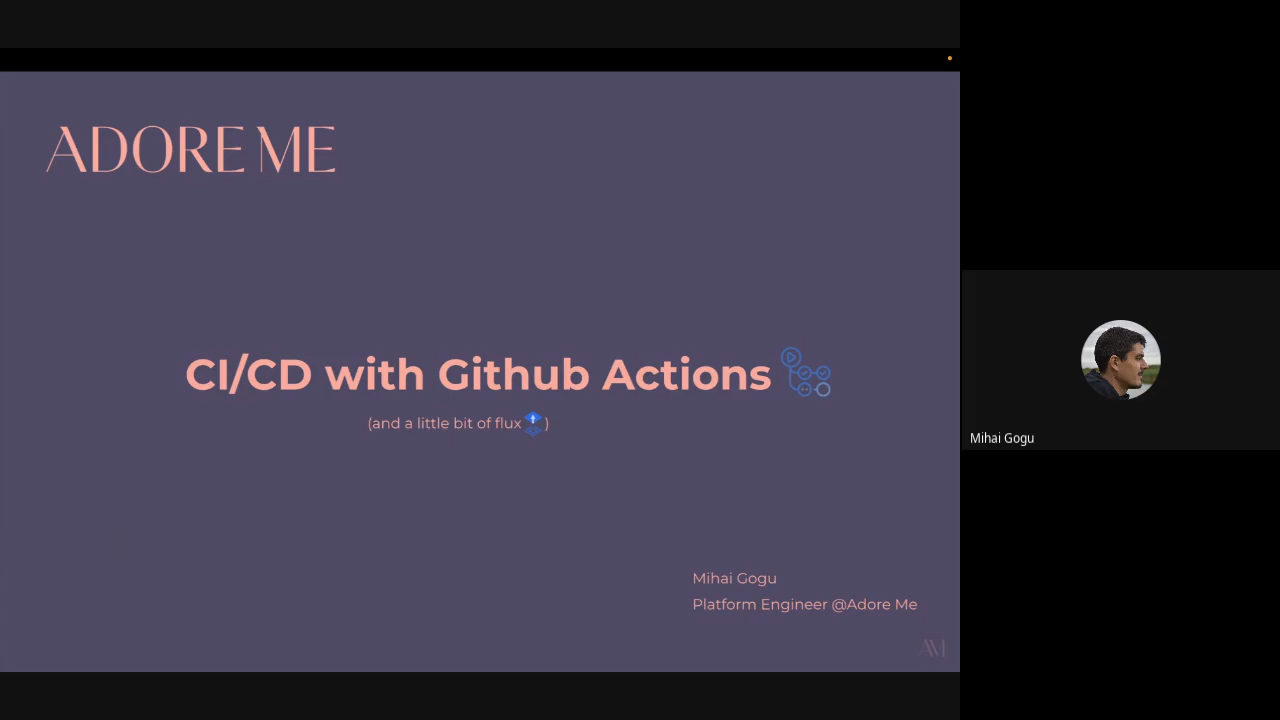 ADORE ME
CI/CD with Github Actions
(and a little bit of flux )
Mihai Gogu
Platform Engineer @Adore Me
AM
Mihai Gogu